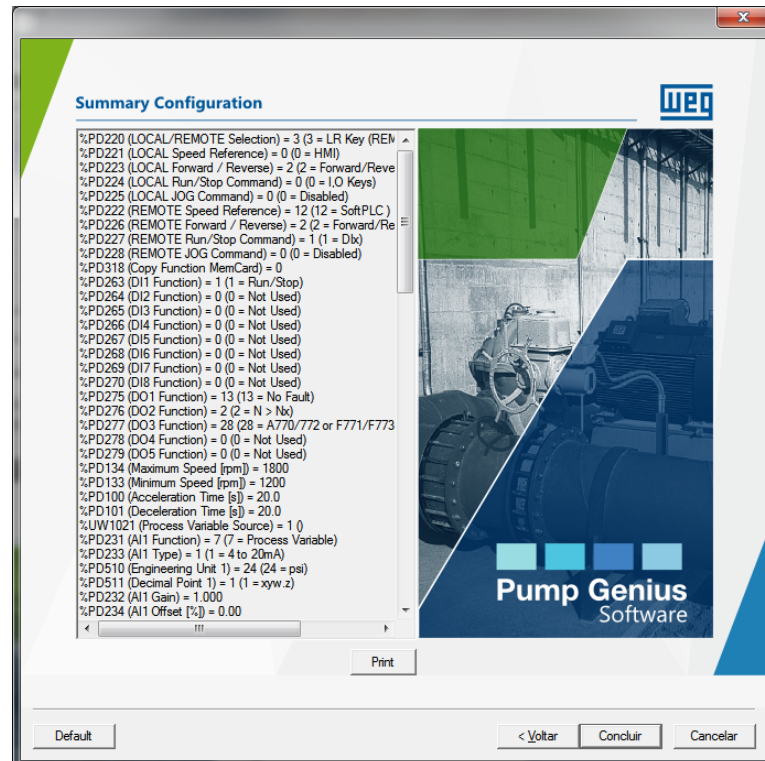 x
Summary Configuration
weg
%PD220 (LOCAL/REMOTE Selection) = 3 (3 = LR Key (REM
%PD221 (LOCAL Speed Reference) = 0 (0 = HMI)
%PD223 (LOCAL Forward / Reverse) = 2 (2 = Forward/Reve
%PD224 (LOCAL Run/Stop Command) = 0 (0 = I,O Keys)
%PD225 (LOCAL JOG Command) = 0 (0 = Disabled)
%PD222 (REMOTE Speed Reference) = 12 (12 = SoftPLC )
%PD226 (REMOTE Forward / Reverse) = 2 (2 = Forward/Re
%PD227 (REMOTE Run/Stop Command) = 1 (1 = DIx)
%PD228 (REMOTE JOG Command) = 0 (0 = Disabled)
%PD318 (Copy Function MemCard) = 0
%PD263 (DI1 Function) = 1 (1 = Run/Stop)
%PD264 (DI2 Function) = 0 (0 = Not Used)
%PD265 (DI3 Function) = 0 (0 = Not Used)
%PD266 (DI4 Function) = 0 (0 = Not Used)
%PD267 (DI5 Function) = 0 (0 = Not Used)
%PD268 (DI6 Function) = 0 (0 = Not Used)
%PD269 (DI7 Function) = 0 (0 = Not Used)
%PD270 (DI8 Function) = 0 (0 = Not Used)
%PD275 (DO1 Function) = 13 (13 = No Fault)
%PD276 (DO2 Function) = 2 (2 = N > Nx)
%PD277 (DO3 Function) = 28 (28 = A770/772 or F771/F773
%PD278 (DO4 Function) = 0 (0 = Not Used)
%PD279 (DO5 Function) = 0 (0 = Not Used)
%PD134 (Maximum Speed [rpm]) = 1800
%PD133 (Minimum Speed [rpm]) = 1200
%PD100 (Acceleration Time [s]) = 20.0
%PD101 (Deceleration Time [s]) = 20.0
%UW1021 (Process Variable Source) = 1 ()
%PD231 (AI1 Function) = 7 (7 = Process Variable)
%PD233 (AI1 Type) = 1 (1 = 4 to 20mA)
%PD510 (Engineering Unit 1) = 24 (24 = psi)
%PD511 (Decimal Point 1) = 1 (1 = xyw.z)
%PD232 (AI1 Gain) = 1.000
%PD234 (AI1 Offset [%]) = 0.00
Pump Genius
Software
Print
Default
< Voltar
Concluir
Cancelar